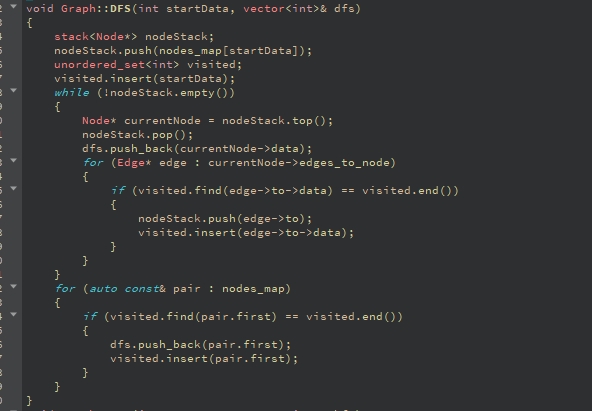 void Graph::DFS(int startData, vector<int>& dfs)
{
    stack<Node*> nodeStack;
    nodeStack.push(nodes_map[startData]);
    unordered_set<int> visited;
    visited.insert(startData);
    while (!nodeStack.empty())
    {
        Node* currentNode = nodeStack.top();
        nodeStack.pop();
        dfs.push_back(currentNode->data);
        for (Edge* edge : currentNode->edges_to_node)
        {
            if (visited.find(edge->to->data) == visited.end())
            {
                nodeStack.push(edge->to);
                visited.insert(edge->to->data);
            }
        }
    }
    for (auto const& pair : nodes_map)
    {
        if (visited.find(pair.first) == visited.end())
        {
            dfs.push_back(pair.first);
            visited.insert(pair.first);
        }
    }
}